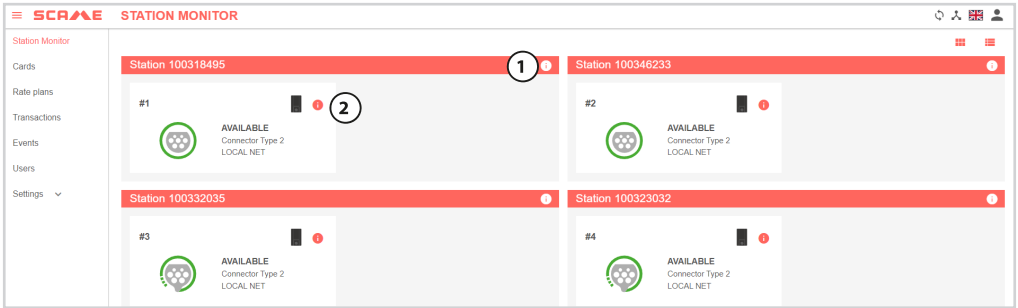 SCAME STATION MONITOR
Station Monitor
Cards
Rate plans
Transactions
Events
Users
Settings
Station 100318495
1
#1
2
AVAILABLE
Connector Type 2
LOCAL NET
Station 100346233
#2
AVAILABLE
Connector Type 2
LOCAL NET
Station 100332035
#3
AVAILABLE
Connector Type 2
LOCAL NET
Station 100323032
#4
AVAILABLE
Connector Type 2
LOCAL NET